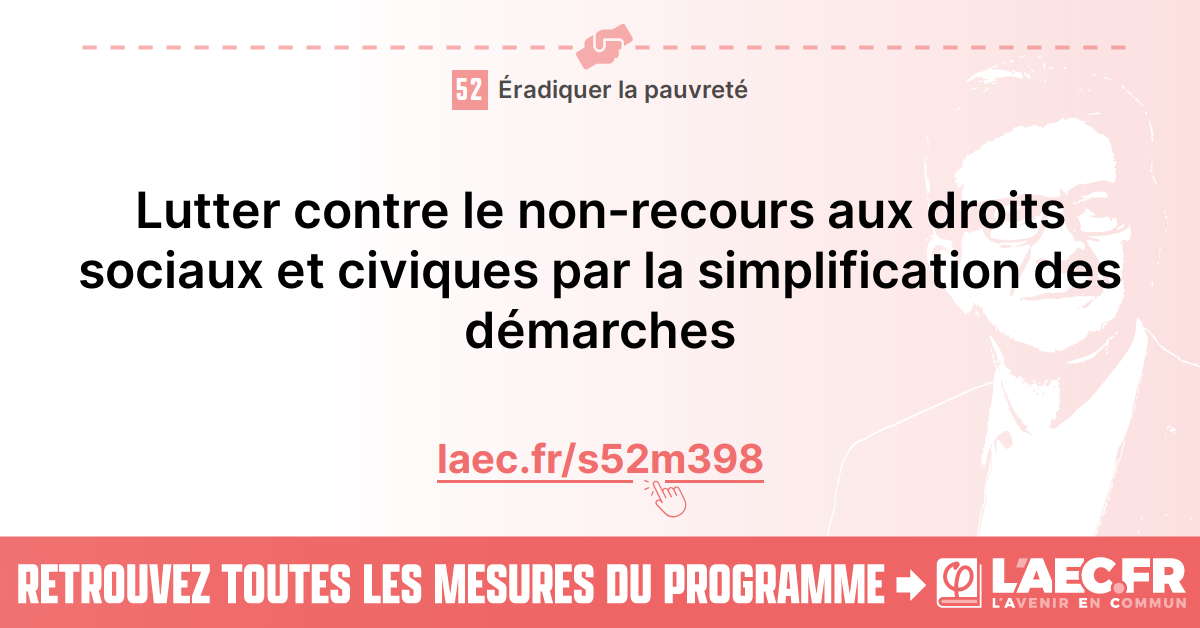 52 Éradiquer la pauvreté
Lutter contre le non-recours aux droits
sociaux et civiques par la simplification des
démarches
laec.fr/s52m398
RETROUVEZ TOUTES LES MESURES DU PROGRAMME
L'AEC.FR
L'AVENIR EN COMMUN